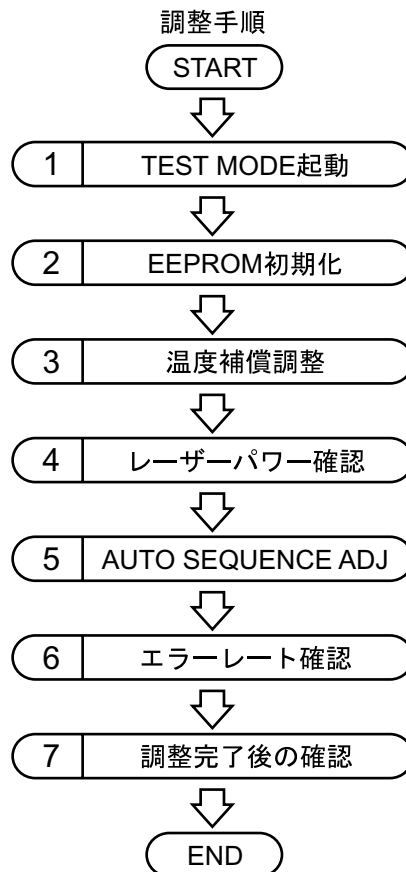 調整手順
START
1 TEST MODE起動
2 EEPROM初期化
3 温度補償調整
4 レーザーパワー確認
5 AUTO SEQUENCE ADJ
6 エラーレート確認
7 調整完了後の確認
END